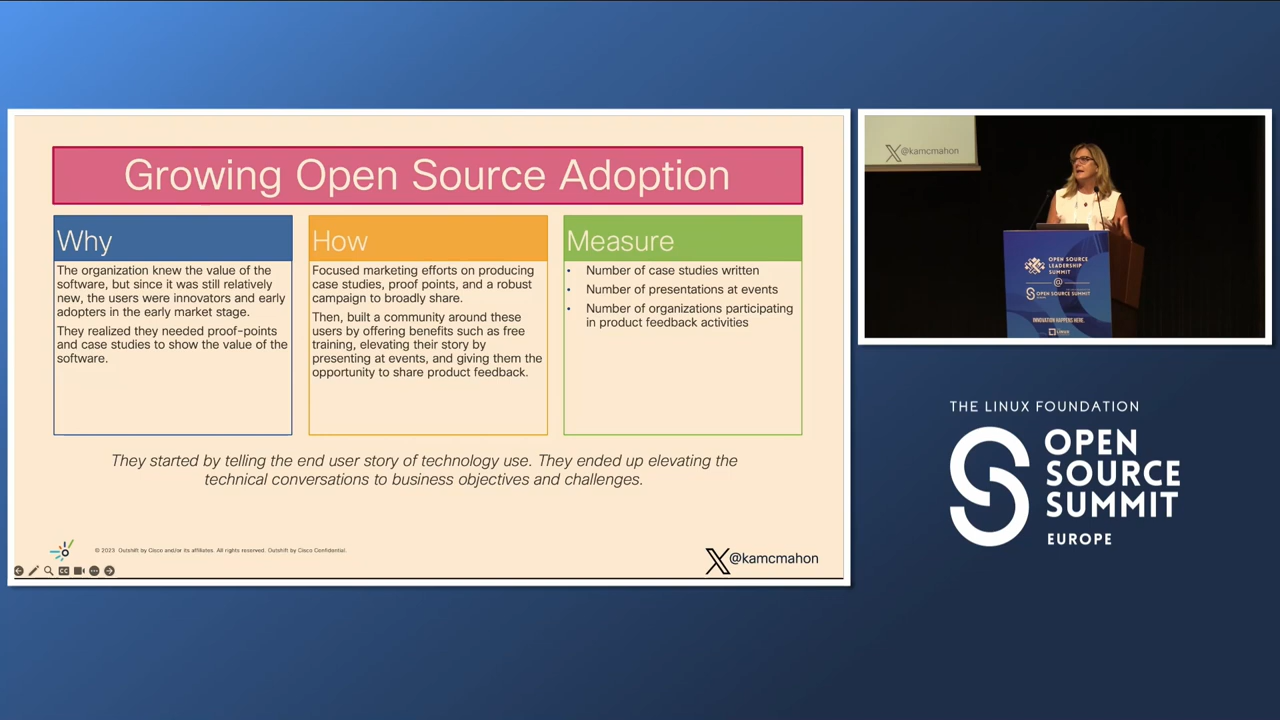 Growing Open Source Adoption
Why
The organization knew the value of the
software, but since it was still relatively
new, the users were innovators and early
adopters in the early market stage.
They realized they needed proof-points
and case studies to show the value of the
software.
How
Focused marketing efforts on producing
case studies, proof points, and a robust
campaign to broadly share.
Then, built a community around these
users by offering benefits such as free
training, elevating their story by
presenting at events, and giving them the
opportunity to share product feedback.
Measure
• Number of case studies written
• Number of presentations at events
• Number of organizations participating
in product feedback activities
They started by telling the end user story of technology use. They ended up elevating the
technical conversations to business objectives and challenges.
© 2023 Outshift by Cisco and/or its affiliates. All rights reserved. Outshift by Cisco Confidential.
@kamcmahon
@kamcmahon
OPEN SOURCE
LEADERSHIP
SUMMIT
@
OPEN SOURCE SUMMIT
INNOVATION HAPPENS HERE.
THE LINUX FOUNDATION
OPEN
SOURCE
SUMMIT
EUROPE